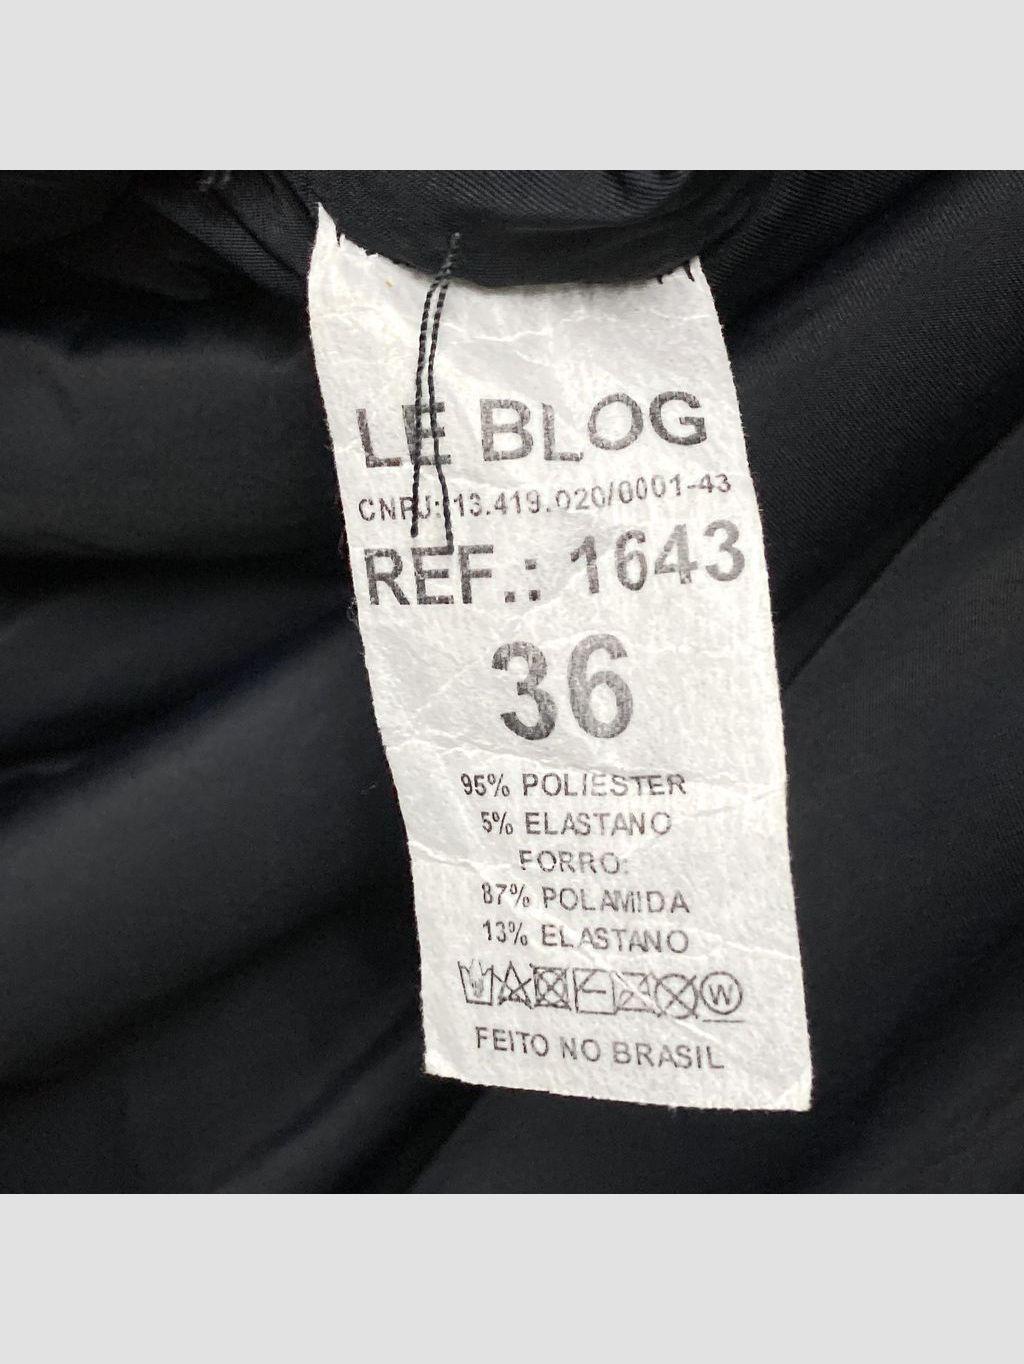 LE BLOG
CNPJ: 13.419.020/0001-43
REF.: 1643
36
95% POLIESTER
5% ELASTANO
FORRO:
87% POLAMIDA
13% ELASTANO
W
FEITO NO BRASIL